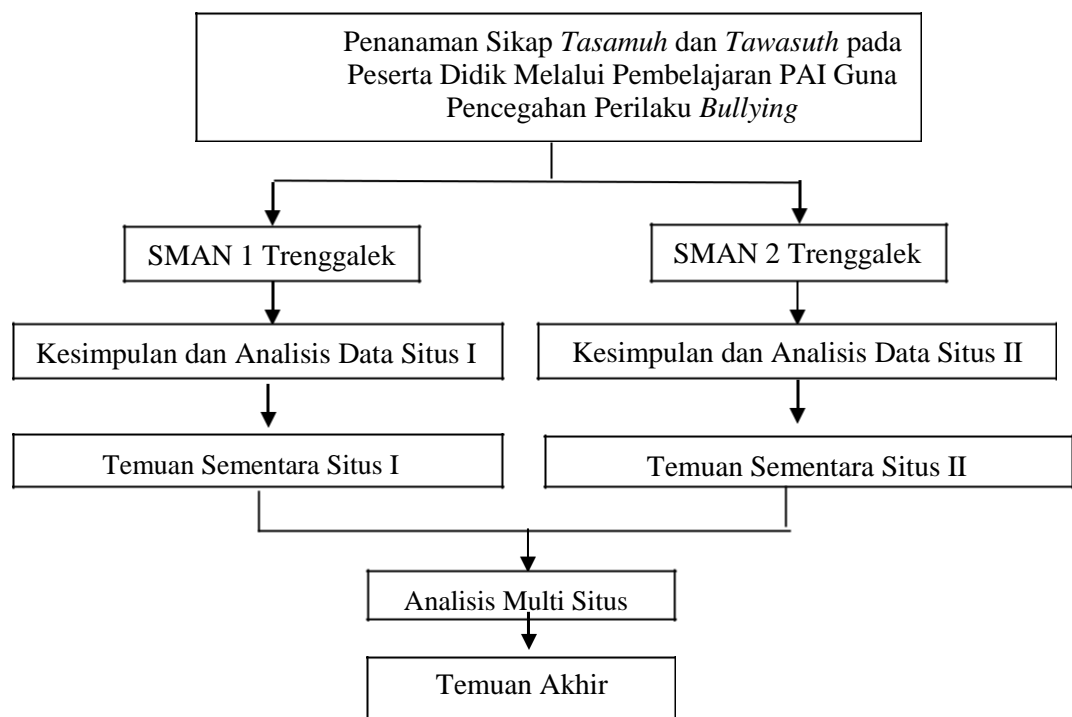 Penanaman Sikap Tasamuh dan Tawasuth pada
Peserta Didik Melalui Pembelajaran PAI Guna
Pencegahan Perilaku Bullying
SMAN 1 Trenggalek
SMAN 2 Trenggalek
Kesimpulan dan Analisis Data Situs I
Kesimpulan dan Analisis Data Situs II
Temuan Sementara Situs I
Temuan Sementara Situs II
Analisis Multi Situs
Temuan Akhir